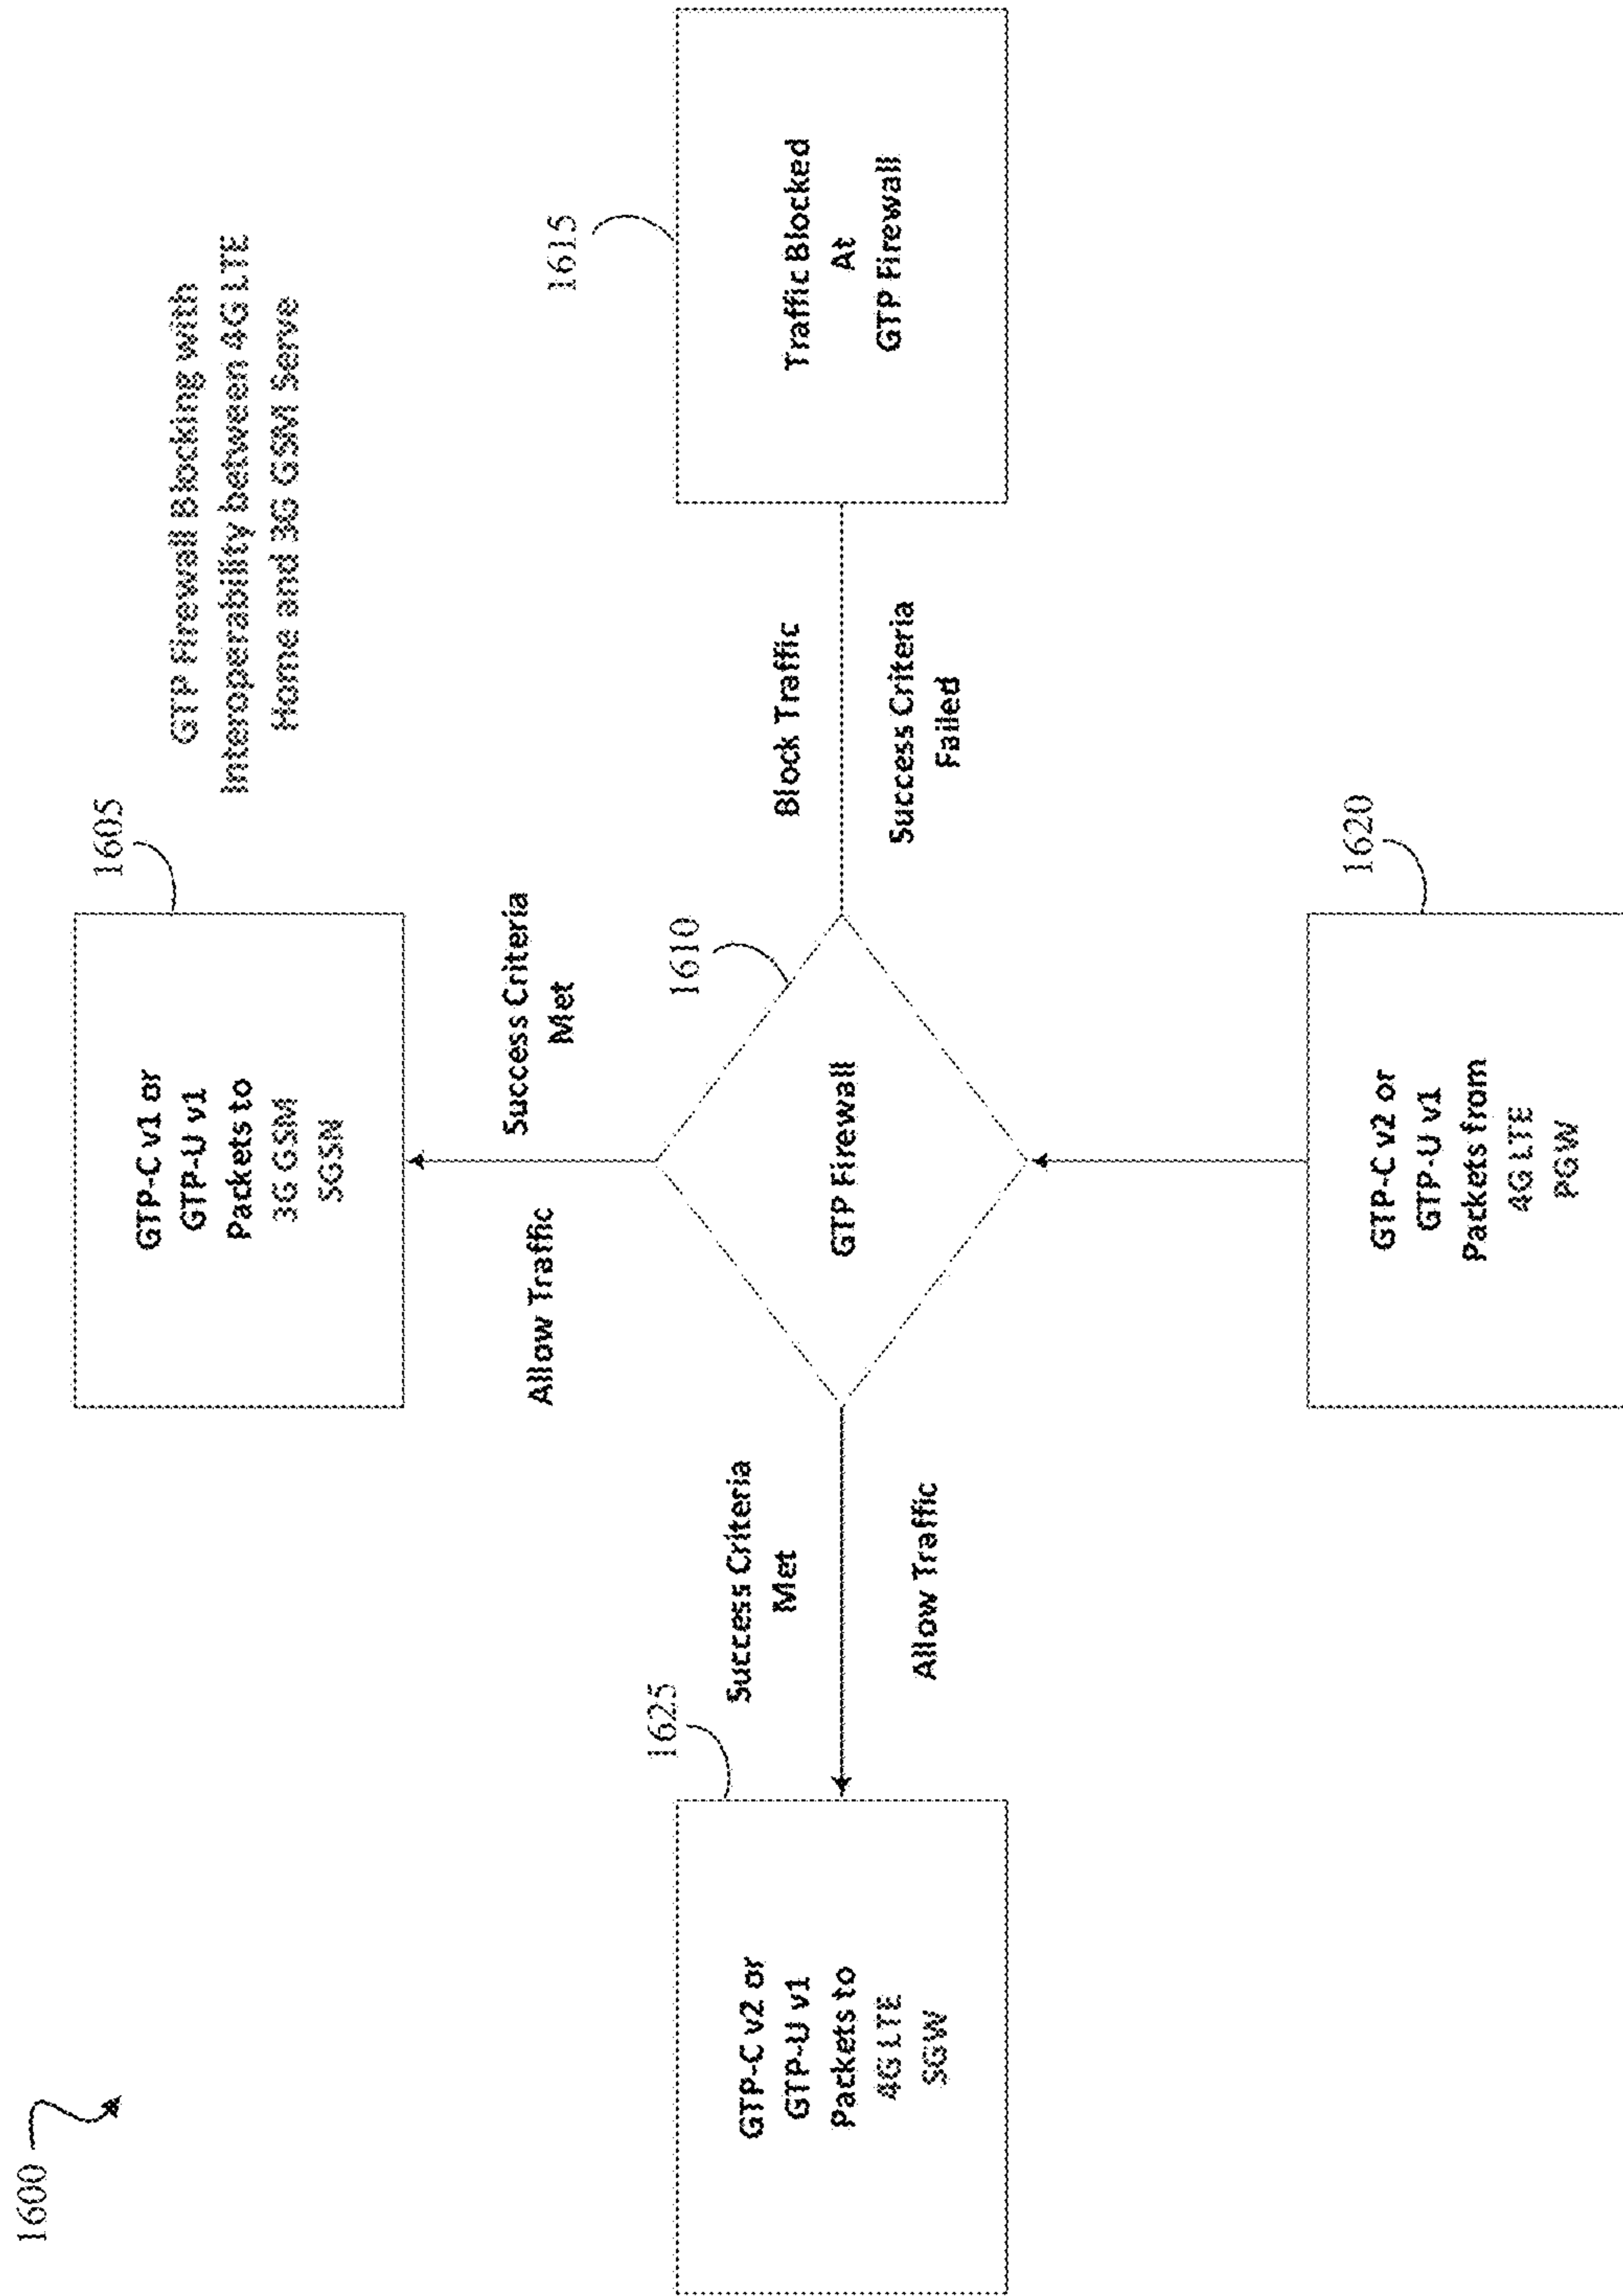 1600
GTP Firewall Blocking with
Interoperability between 4G LTE
Home and 3G GSM Serve
1605
GTP-C v1 or
GTP-U v1
Packets to
3G GSM
SGSN
Success Criteria
Met
Allow Traffic
1625
GTP-C v2 or
GTP-U v1
Packets to
4G LTE
SGW
Success Criteria
Met
Allow Traffic
1610
GTP Firewall
Block Traffic
Success Criteria
Failed
1615
Traffic Blocked
At
GTP Firewall
1620
GTP-C v2 or
GTP-U v1
Packets from
4G LTE
PGW